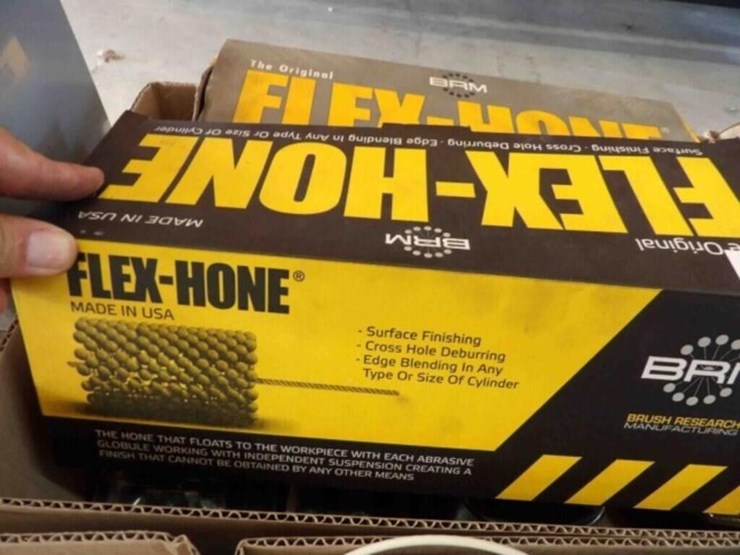 The Original
BRM
FLEX-HONE
Surface Finishing - Cross Hole Deburring - Edge Blending In Any Type Or Size Of Cylinder
FLEX-HONE
Original
BRM
MADE IN USA
FLEX-HONE®
MADE IN USA
- Surface Finishing
- Cross Hole Deburring
- Edge Blending In Any
Type Or Size Of Cylinder
BRM
BRUSH RESEARCH
MANUFACTURING
THE HONE THAT FLOATS TO THE WORKPIECE WITH EACH ABRASIVE
GLOBULE WORKING WITH INDEPENDENT SUSPENSION CREATING A
FINISH THAT CANNOT BE OBTAINED BY ANY OTHER MEANS